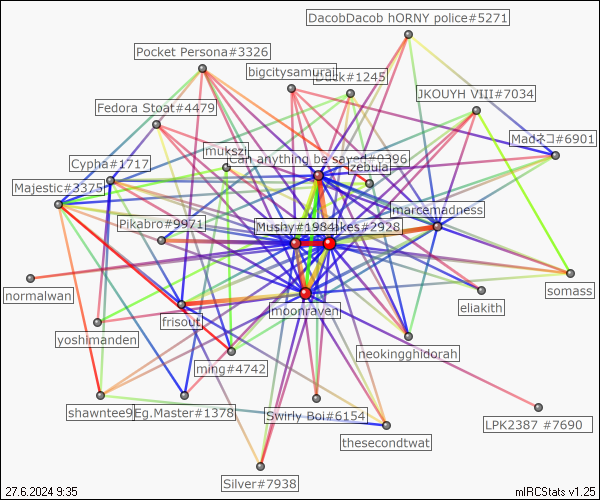 DacobDacob hORNY police#5271
Pocket Persona#3326
bigcitysamurai
#1245
JKOUYH VIII#7034
Fedora Stoat#4479
Madネコ#6901
mukszi
Can anything be sayed#0396
zebula
Cypha#1717
Majestic#3375
marcemadness
Pikabro#9971
Mushy#1984
ikes#2928
normalwan
somass
eliakith
moonraven
frisout
yoshimanden
neokingghidorah
ming#4742
shawntee9
Eg.Master#1378
Swirly Boi#6154
LPK2387 #7690
thesecondtwat
Silver#7938
27.6.2024 9:35
mIRCStats v1.25